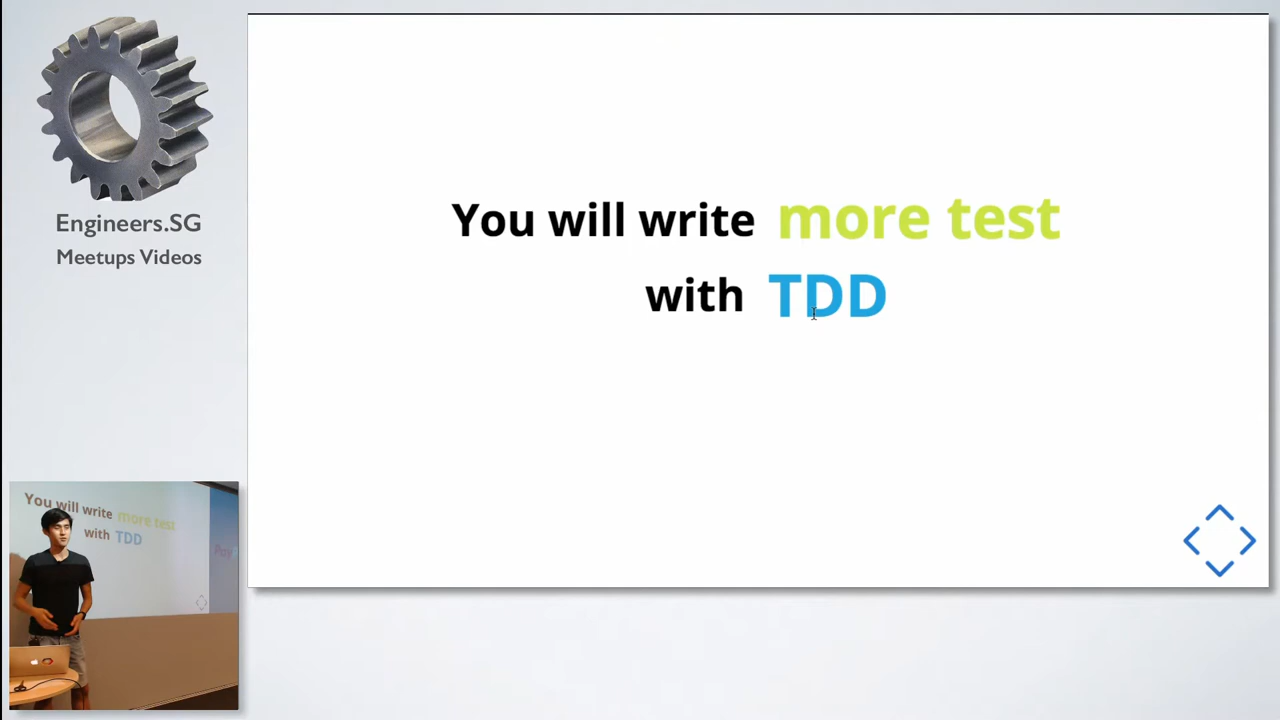 Engineers.SG
Meetups Videos
You will write more test
with TDD
You will write more test
with TDD